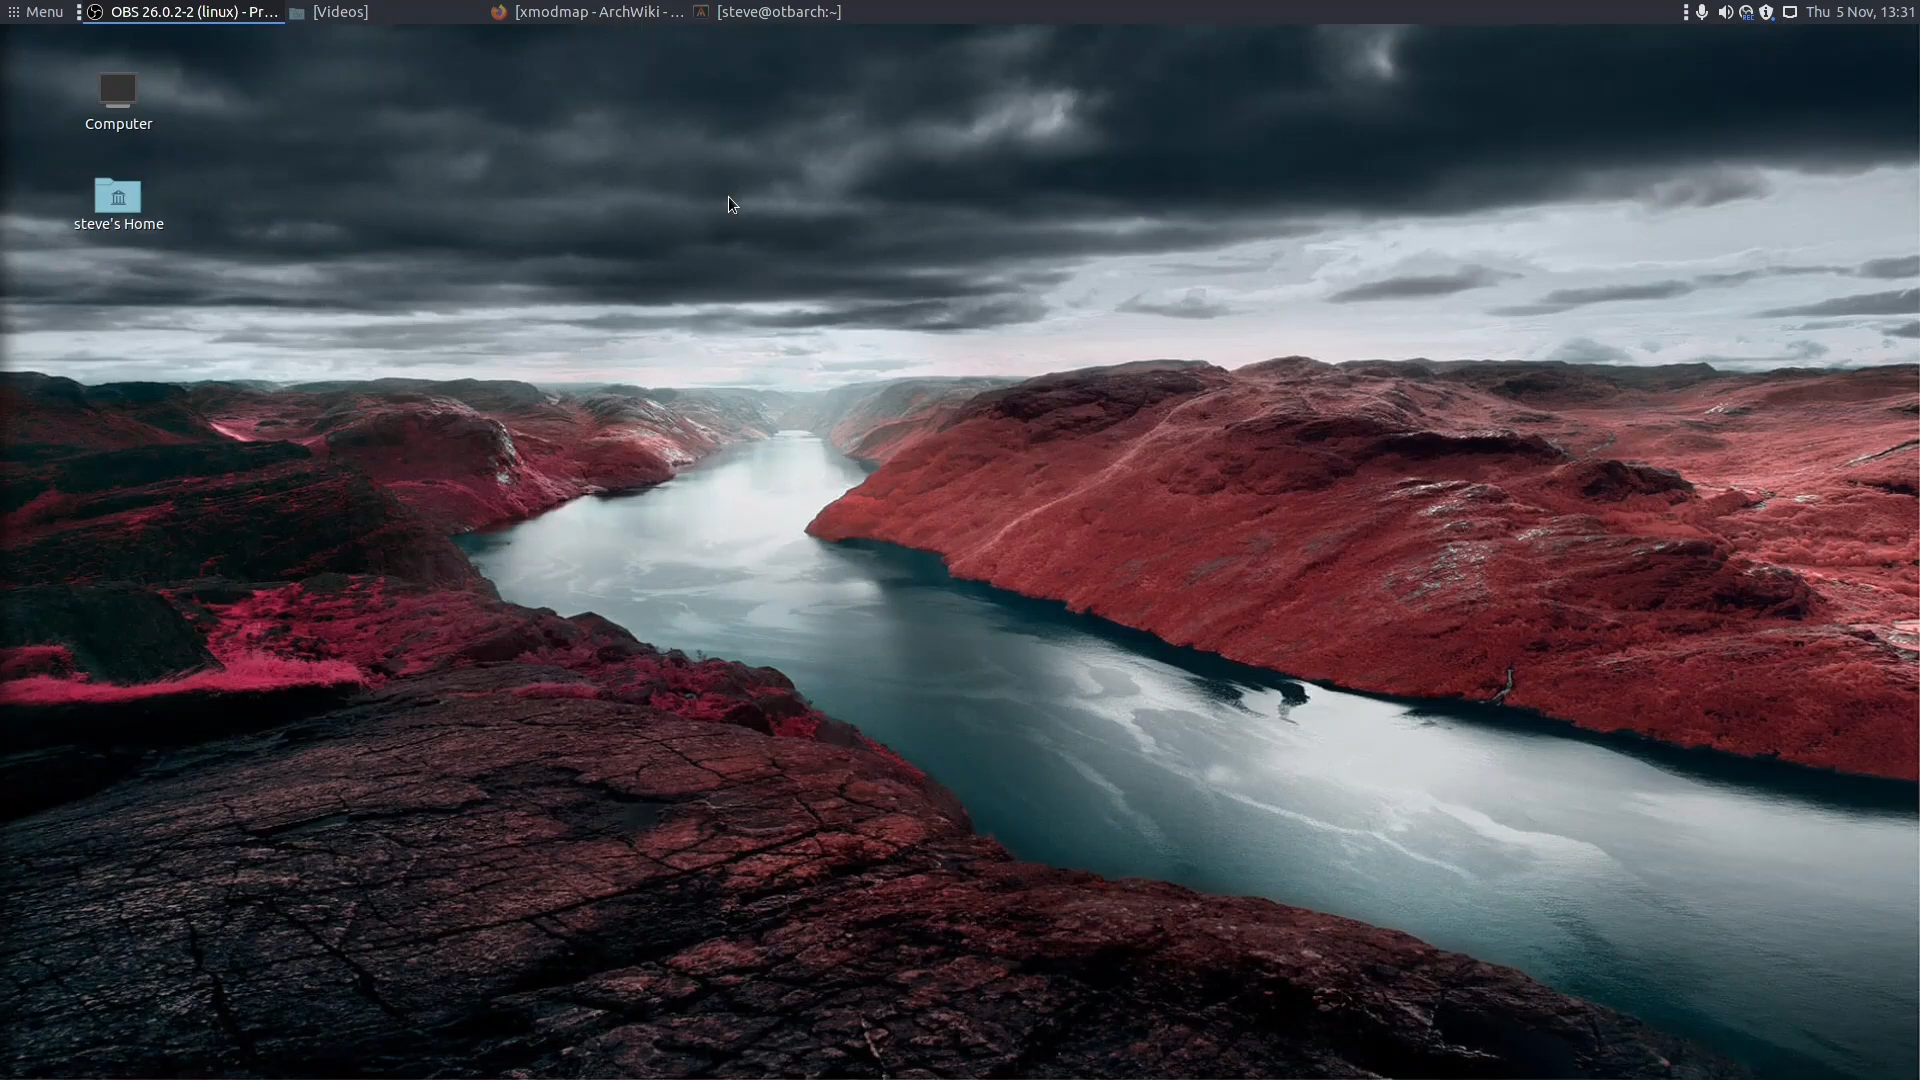 Menu
OBS 26.0.2-2 (linux) - Pr...
[Videos]
[xmodmap - ArchWiki - ...
[steve@otbarch:~]
REC
Thu 5 Nov, 13:31
Computer
steve's Home